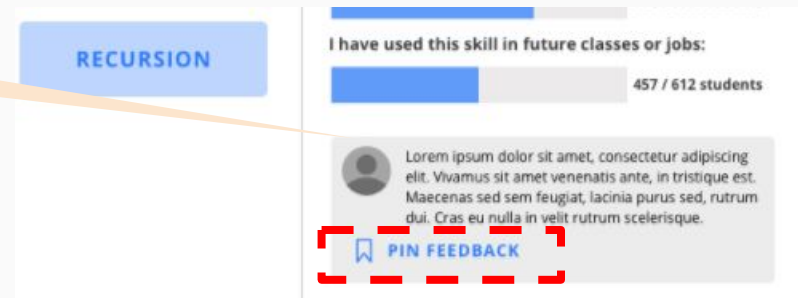 RECURSION
I have used this skill in future classes or jobs:
457 / 612 students
Lorem ipsum dolor sit amet, consectetur adipiscing
elit. Vivamus sit amet venenatis ante, in tristique est.
Maecenas sed sem feugiat, lacinia purus sed, rutrum
dui. Cras eu nulla in velit rutrum scelerisque.
PIN FEEDBACK